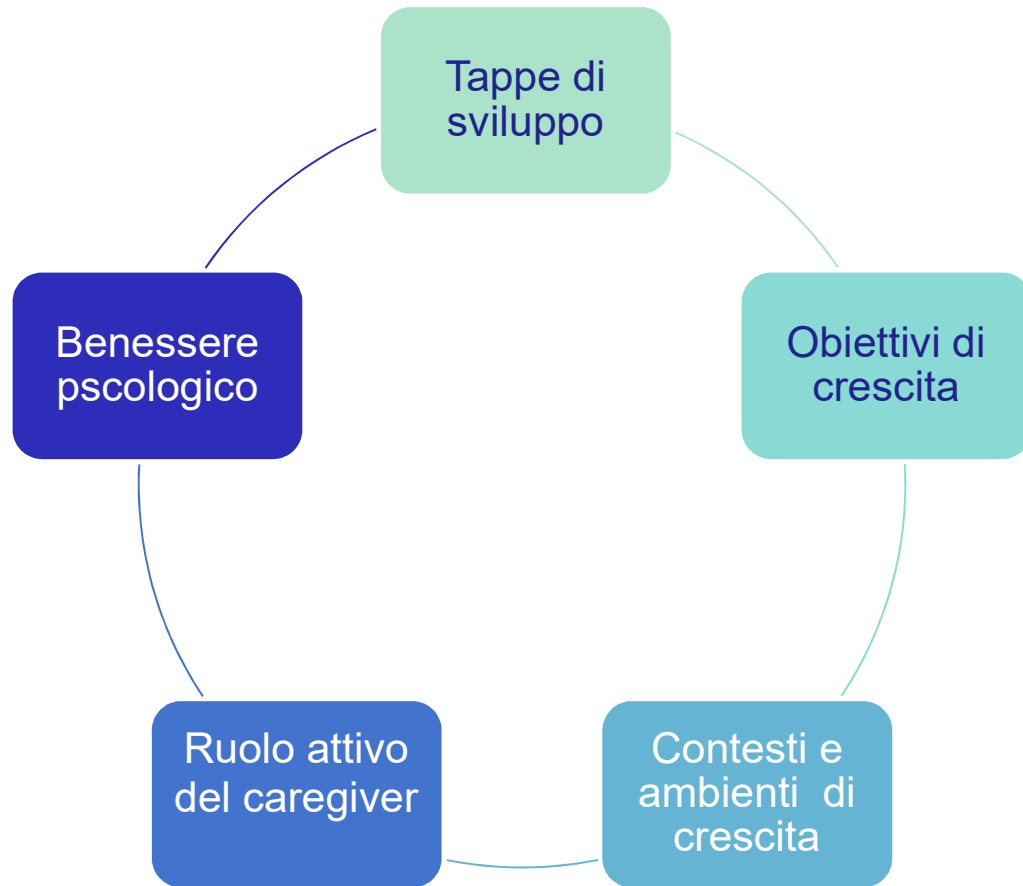 Tappe di
sviluppo
Obiettivi di
crescita
Contesti e
ambienti  di
crescita
Ruolo attivo
del caregiver
Benessere
pscologico